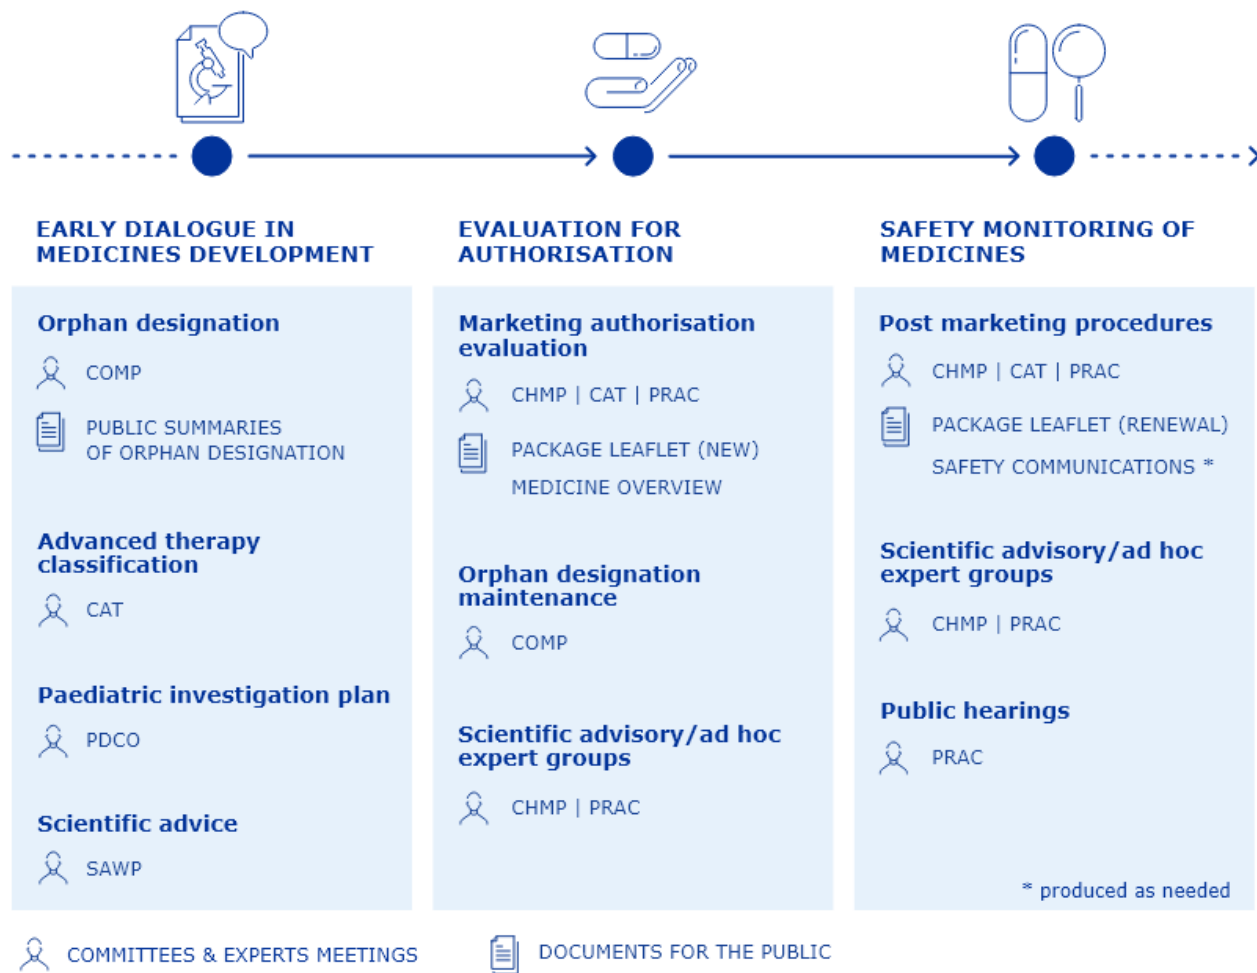 EARLY DIALOGUE IN
MEDICINES DEVELOPMENT
Orphan designation
COMP
PUBLIC SUMMARIES
OF ORPHAN DESIGNATION
Advanced therapy
classification
CAT
Paediatric investigation plan
PDCO
Scientific advice
SAWP
EVALUATION FOR
AUTHORISATION
Marketing authorisation
evaluation
CHMP | CAT | PRAC
PACKAGE LEAFLET (NEW)
MEDICINE OVERVIEW
Orphan designation
maintenance
COMP
Scientific advisory/ad hoc
expert groups
CHMP | PRAC
SAFETY MONITORING OF
MEDICINES
Post marketing procedures
CHMP | CAT | PRAC
PACKAGE LEAFLET (RENEWAL)
SAFETY COMMUNICATIONS *
Scientific advisory/ad hoc
expert groups
CHMP | PRAC
Public hearings
PRAC
* produced as needed
COMMITTEES & EXPERTS MEETINGS
DOCUMENTS FOR THE PUBLIC